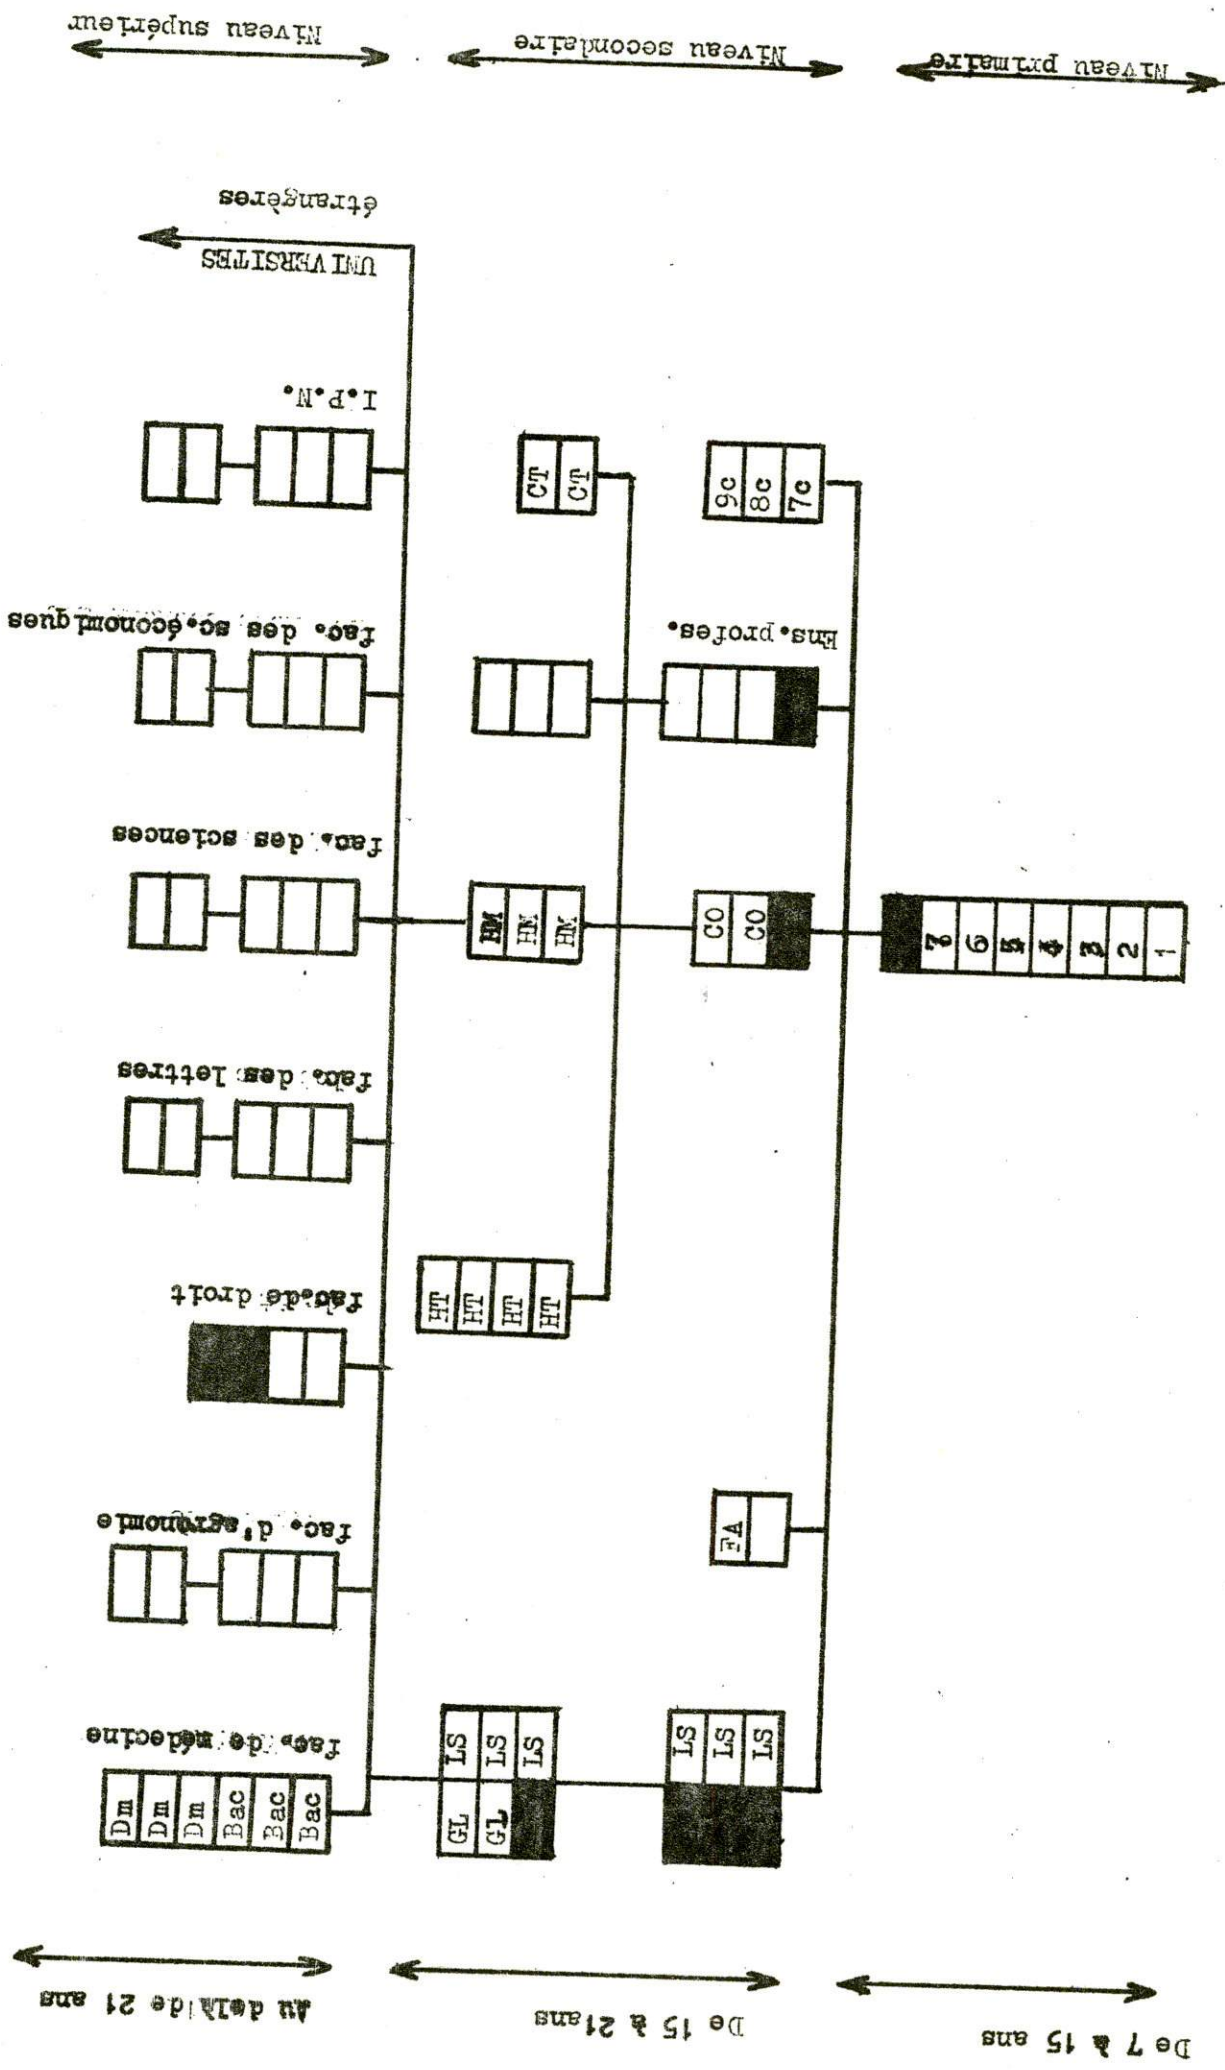 Niveau supérieur
Niveau secondaire
Niveau primaire
UNIVERSITES
étrangères
I.P.N.
fac. des sc.économiques
fac. des sciences
fac. des lettres
fac.de droit
fac. d'agronomie
fac. de médecine
CT
CT
9c
8c
7c
Ens.profes.
HM
HM
HM
CO
CO
7
6
5
4
3
2
1
HT
HT
HT
HT
FA
Dm
Dm
Dm
Bac
Bac
Bac
GL LS
GL LS
LS
LS
LS
LS
Au delà de 21 ans
De 15 à 21ans
De 7 à 15 ans